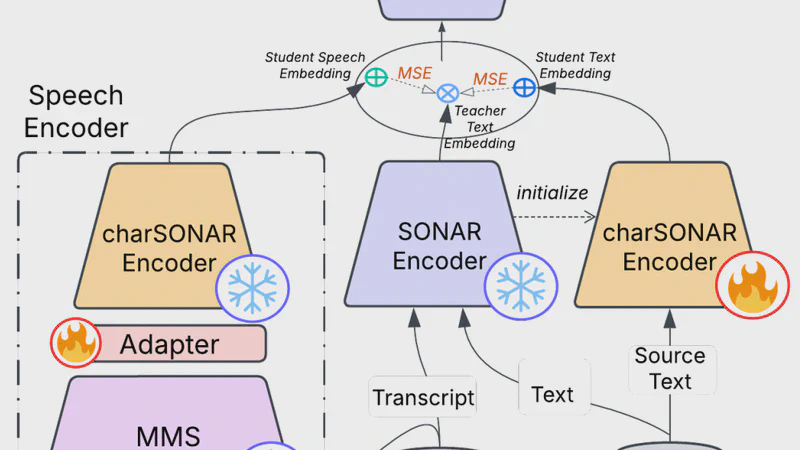 Student Speech
Embedding
MSE
MSE
Student Text
Embedding
Teacher
Text
Embedding
Speech
Encoder
charSONAR
Encoder
SONAR
Encoder
initialize
charSONAR
Encoder
Adapter
MMS
Transcript
Text
Source
Text